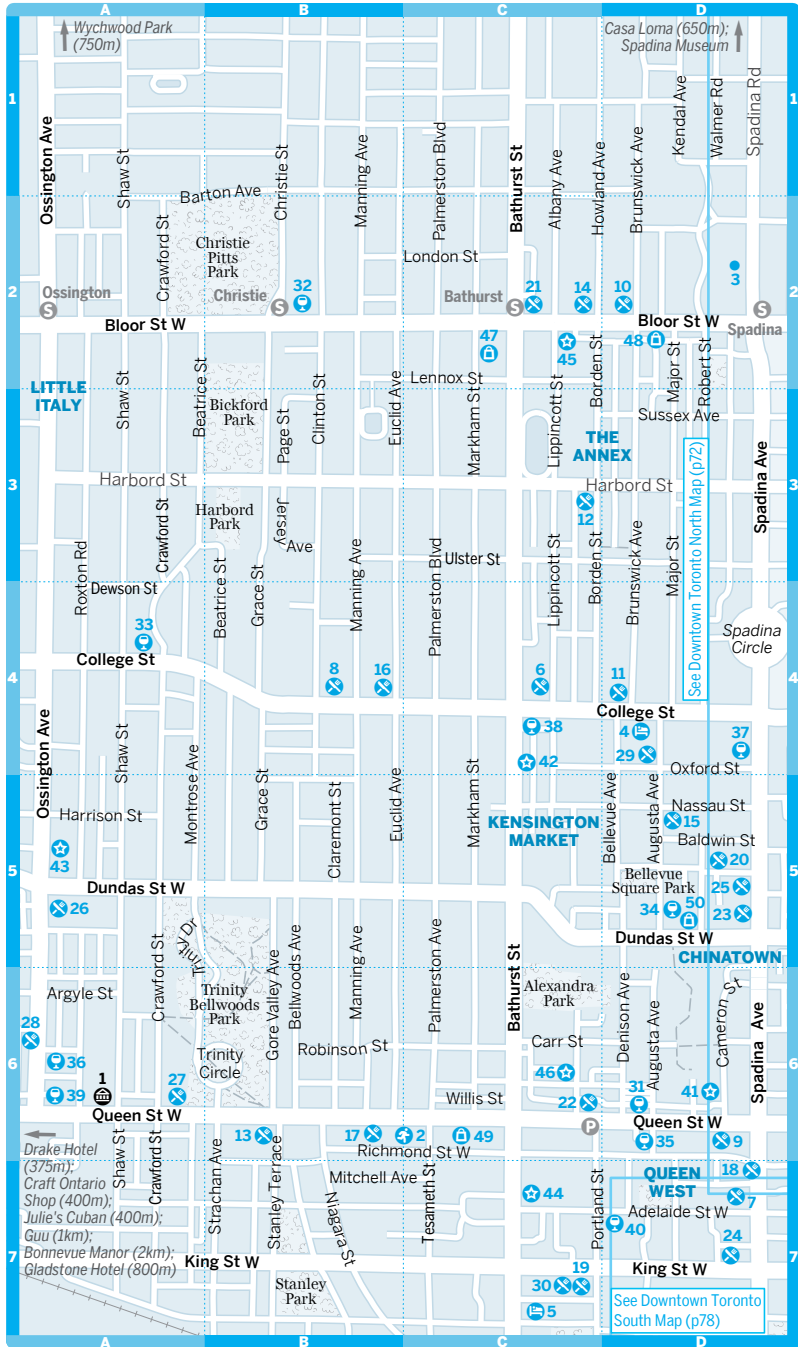 A
B
C
D
Wychwood Park
(750m)
Casa Loma (650m);
Spadina Museum
1
1
Ossington Ave
Shaw St
Barton Ave
Christie St
Manning Ave
Palmerston Blvd
Bathurst St
Albany Ave
Howland Ave
Brunswick Ave
Kendal Ave
Walmer Rd
Spadina Rd
Crawford St
Christie
Pitts
Park
London St
2
2
Ossington
S
Christie
S
32
Bathurst
S
21
14
10
3
S
Spadina
Bloor St W
Bloor St W
47
45
48
LITTLE
ITALY
Shaw St
Beatrice St
Bickford
Park
Page St
Clinton St
Euclid Ave
Lennox St
Markham St
Lippincott St
Borden St
Major St
Robert St
Sussex Ave
THE
ANNEX
3
3
Harbord St
Harbord St
12
Spadina Ave
See Downtown Toronto North Map (p72)
Crawford St
Harbord
Park
Jersey
Ave
Roxton Rd
Dewson St
Beatrice St
Grace St
Manning Ave
Palmerston Blvd
Ulster St
Lippincott St
Borden St
Brunswick Ave
Major St
Spadina
Circle
33
College St
4
4
8
16
6
11
College St
38
4
37
42
29
Oxford St
Ossington Ave
Shaw St
Montrose Ave
Grace St
Claremont St
Euclid Ave
Markham St
Bellevue Ave
Augusta Ave
Nassau St
15
Harrison St
KENSINGTON
MARKET
Baldwin St
20
43
5
5
Dundas St W
Bellevue
Square Park
25
26
34
50
23
Dundas St W
CHINATOWN
Crawford St
Trinity Dr
Trinity
Bellwoods
Park
Gore Valley Ave
Bellwoods Ave
Manning Ave
Palmerston Ave
Bathurst St
Alexandra
Park
Denison Ave
Augusta Ave
Cameron St
Spadina Ave
Argyle St
28
Robinson St
Carr St
6
6
36
Trinity
Circle
46
39
1
27
Willis St
22
31
41
Queen St W
Queen St W
P
13
17
2
49
35
9
Richmond St W
Drake Hotel
(375m);
Craft Ontario
Shop (400m);
Julie's Cuban (400m);
Guu (1km);
Bonnevue Manor (2km);
Gladstone Hotel (800m)
Shaw St
Crawford St
Strachan Ave
Stanley Terrace
Mitchell Ave
Niagara St
Tesameth St
Portland St
QUEEN
WEST
18
44
7
Adelaide St W
40
24
7
7
King St W
King St W
Stanley
Park
19
30
5
See Downtown Toronto
South Map (p78)
A
B
C
D